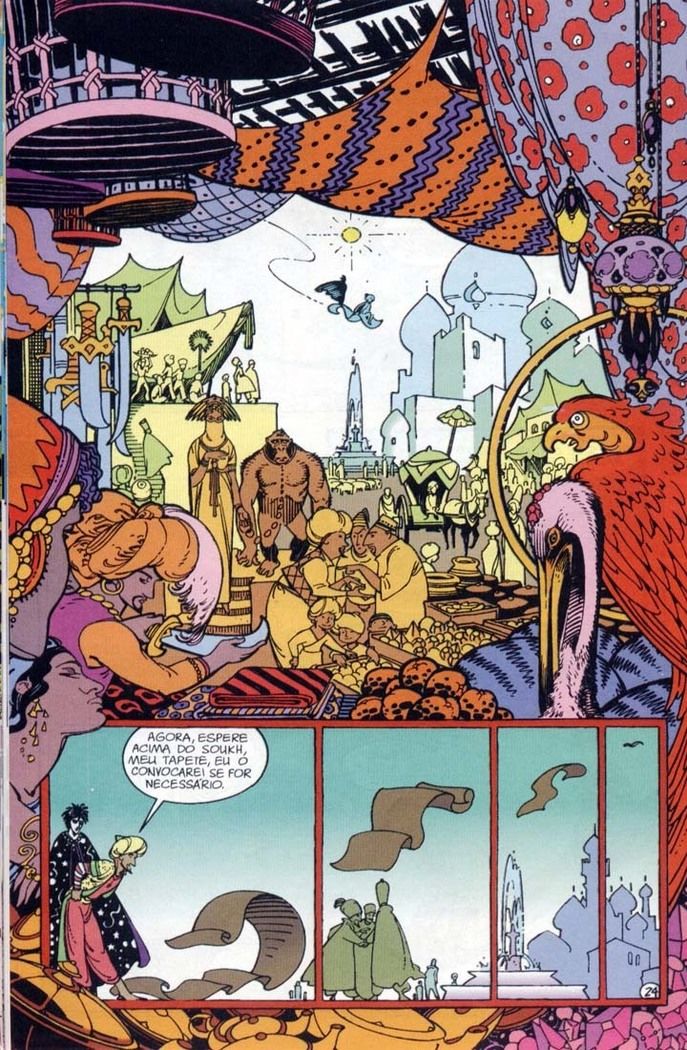 AGORA, ESPERE
ACIMA DO SOUKH,
MEU TAPETE, EU O
CONVOCAREI SE FOR
NECESSÁRIO.
24